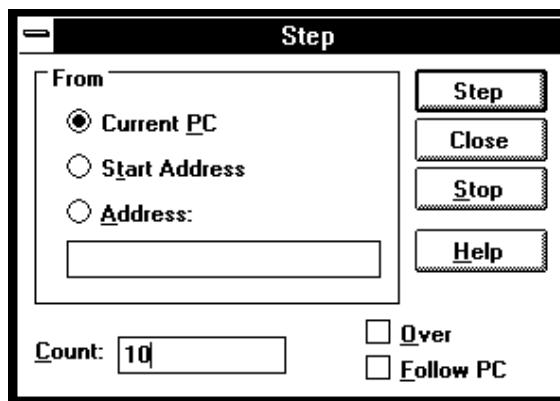 Step
From
Current PC
Start Address
Address:
Step
Close
Stop
Help
Count: 10
Over
Follow PC